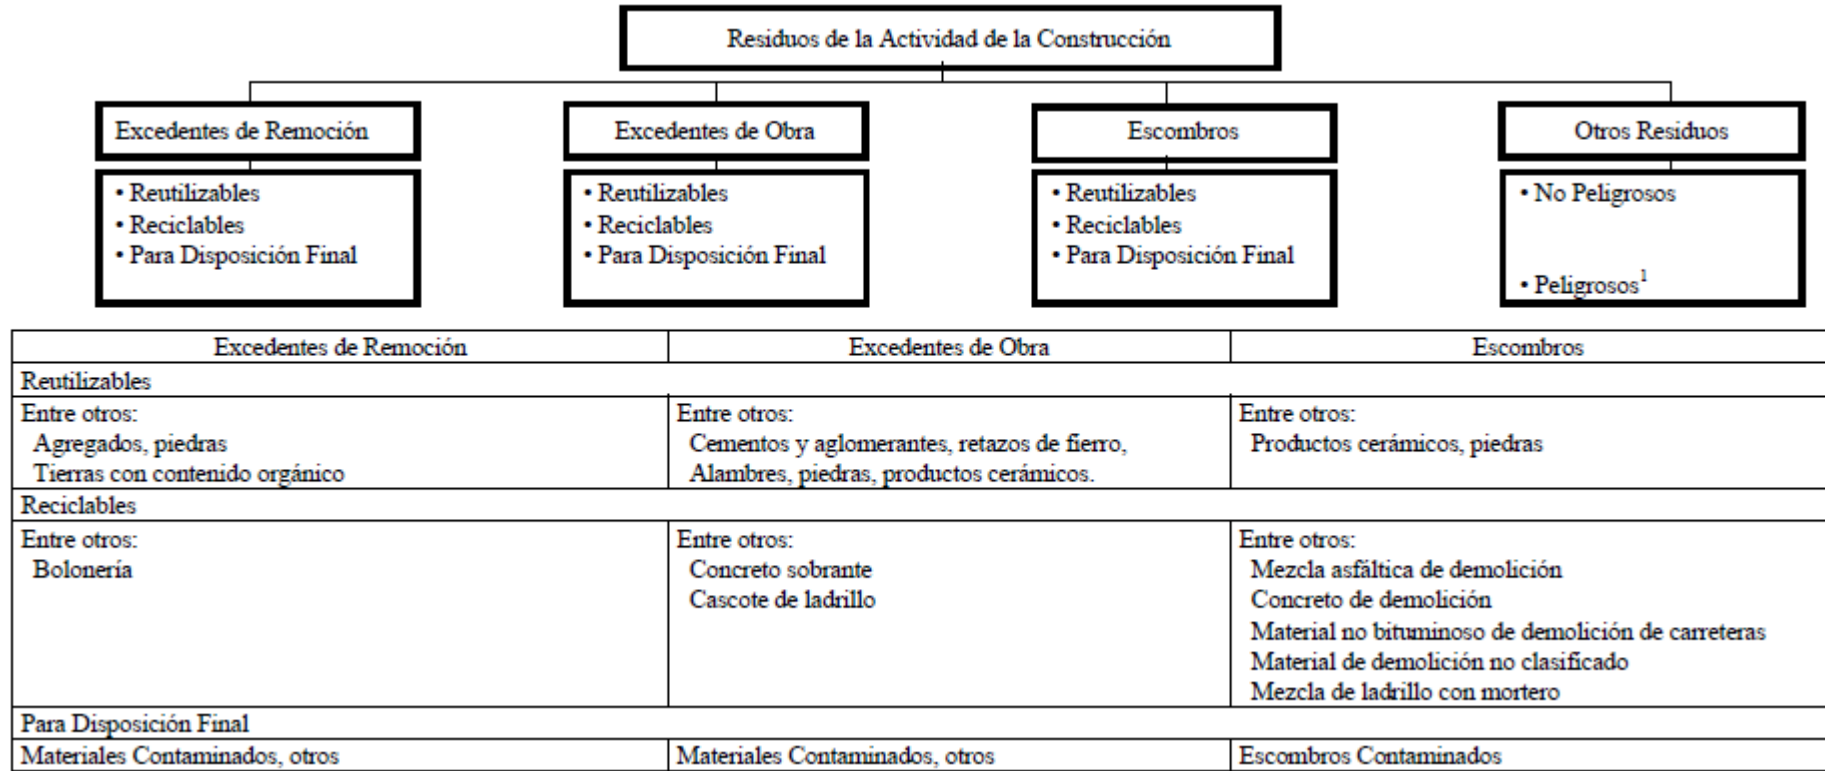 Residuos de la Actividad de la Construcción
Excedentes de Remoción
Excedentes de Obra
Escombros
Otros Residuos
• Reutilizables
• Reciclables
• Para Disposición Final
• Reutilizables
• Reciclables
• Para Disposición Final
• Reutilizables
• Reciclables
• Para Disposición Final
• No Peligrosos
• Peligrosos¹
Excedentes de Remoción
Excedentes de Obra
Escombros
Reutilizables
Entre otros:
Agregados, piedras
Tierras con contenido orgánico
Entre otros:
Cementos y aglomerantes, retazos de fierro,
Alambres, piedras, productos cerámicos.
Entre otros:
Productos cerámicos, piedras
Reciclables
Entre otros:
Bolonería
Entre otros:
Concreto sobrante
Cascote de ladrillo
Entre otros:
Mezcla asfáltica de demolición
Concreto de demolición
Material no bituminoso de demolición de carreteras
Material de demolición no clasificado
Mezcla de ladrillo con mortero
Para Disposición Final
Materiales Contaminados, otros
Materiales Contaminados, otros
Escombros Contaminados